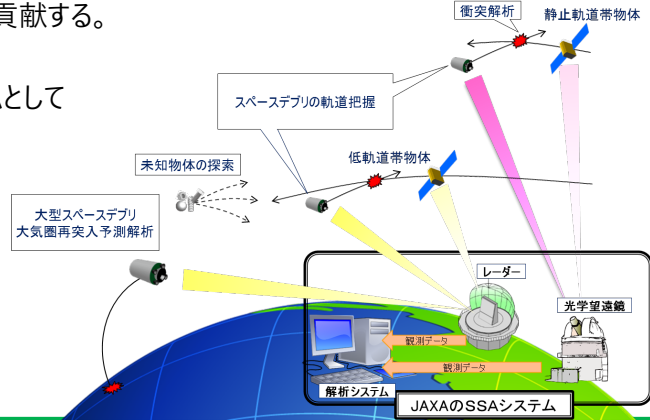 貢献する。
として
衝突解析
静止軌道帯物体
スペースデブリの軌道把握
未知物体の探索
低軌道帯物体
大型スペースデブリ
大気圏再突入予測解析
レーダー
光学望遠鏡
観測データ
観測データ
解析システム
JAXAのSSAシステム